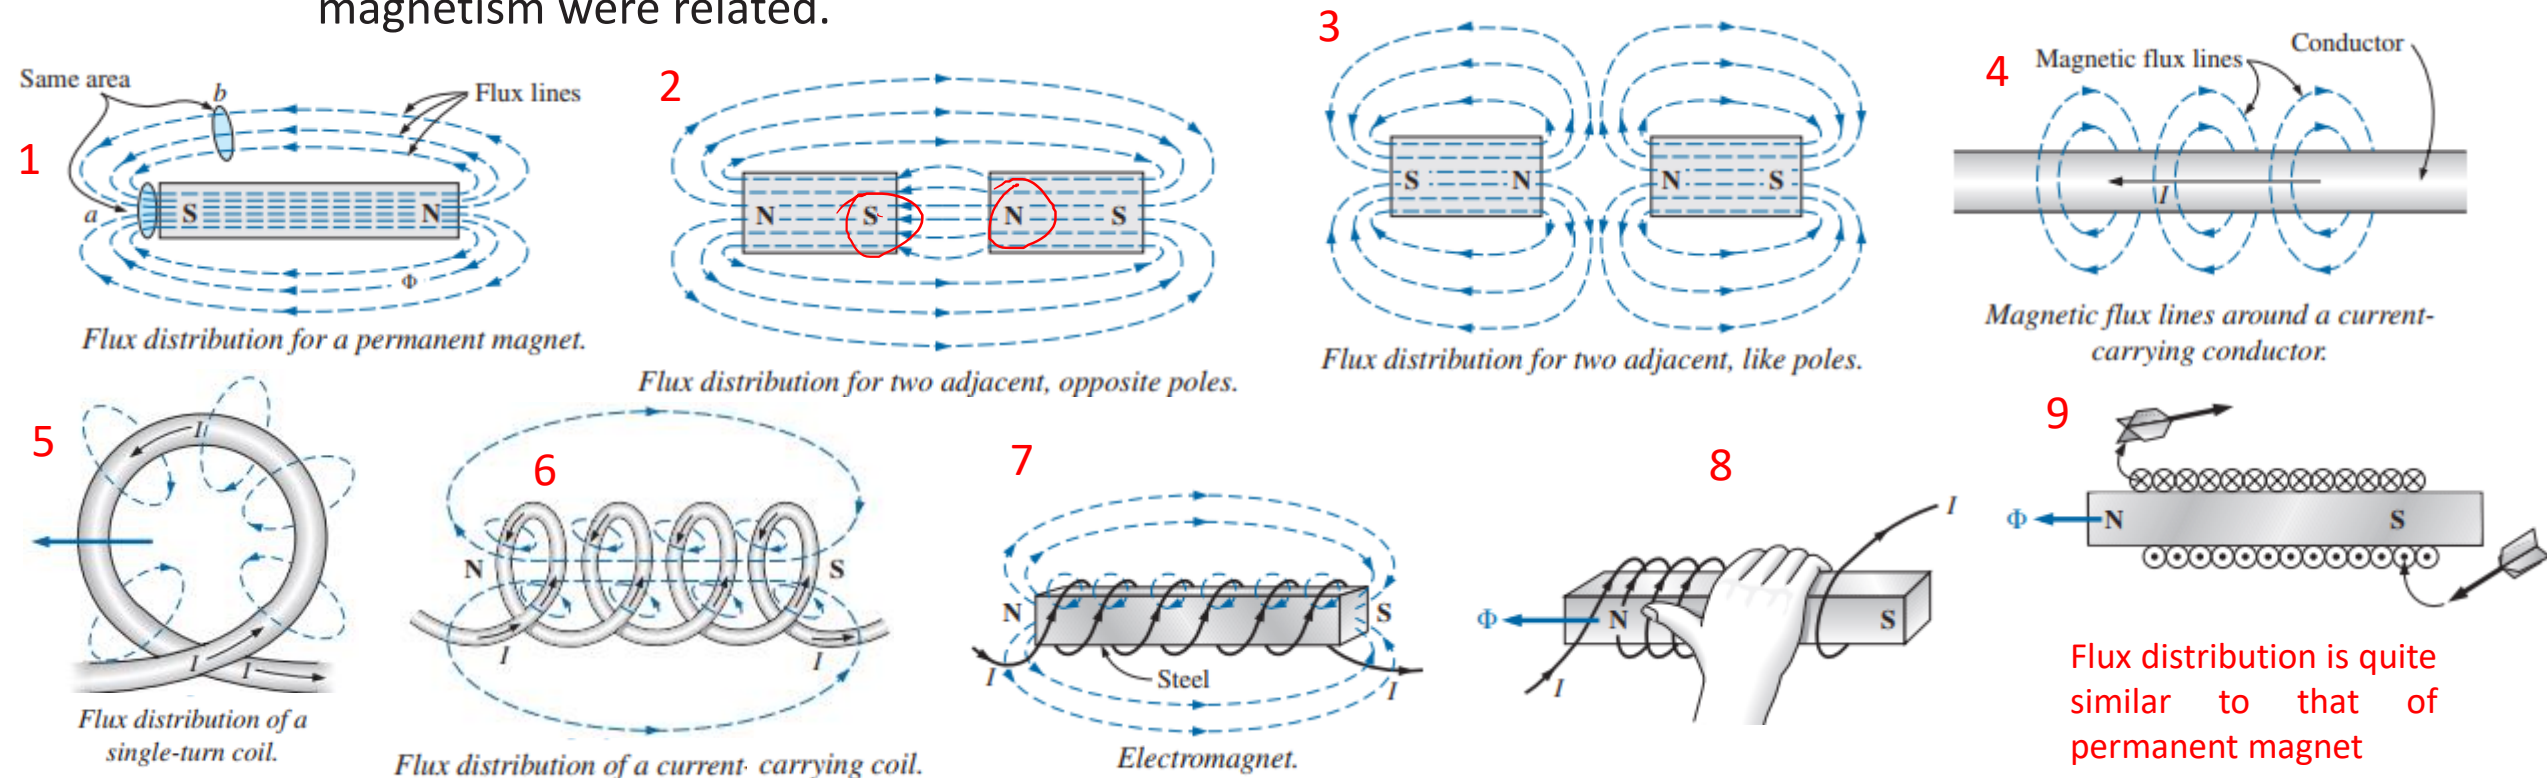 magnetism were related.
1
Same area
b
Flux lines
a
S
N
Φ
Flux distribution for a permanent magnet.
2
N
S
N
S
Flux distribution for two adjacent, opposite poles.
3
S
N
N
S
Flux distribution for two adjacent, like poles.
4
Magnetic flux lines
Conductor
I
Magnetic flux lines around a current-
carrying conductor.
5
I
I
I
Flux distribution of a
single-turn coil.
6
N
S
I
I
Flux distribution of a current- carrying coil.
7
N
S
I
Steel
I
Electromagnet.
8
I
Φ
N
S
I
9
Φ
N
S
Flux distribution is quite
similar to that of
permanent magnet